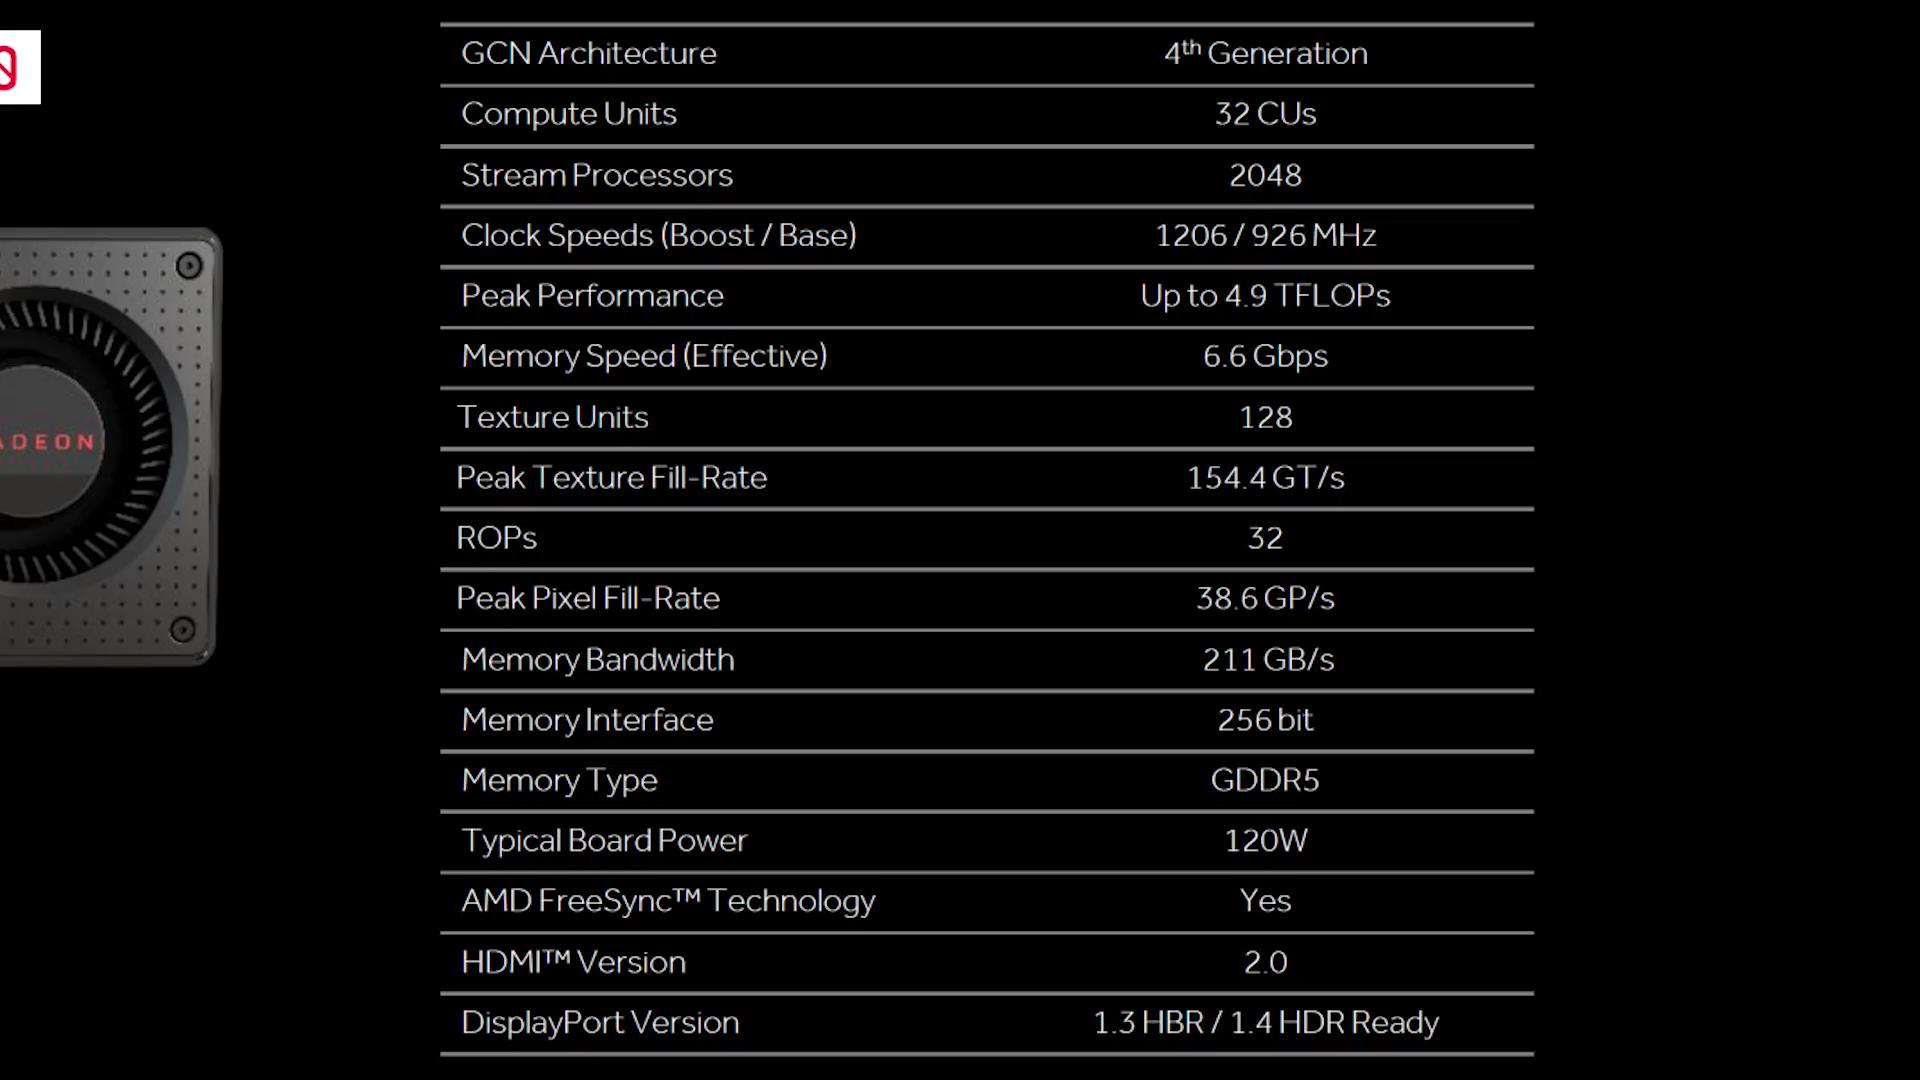 GCN Architecture 4th Generation
Compute Units 32 CUs
Stream Processors 2048
Clock Speeds (Boost / Base) 1206 / 926 MHz
Peak Performance Up to 4.9 TFLOPs
Memory Speed (Effective) 6.6 Gbps
Texture Units 128
Peak Texture Fill-Rate 154.4 GT/s
ROPs 32
Peak Pixel Fill-Rate 38.6 GP/s
Memory Bandwidth 211 GB/s
Memory Interface 256 bit
Memory Type GDDR5
Typical Board Power 120W
AMD FreeSync™ Technology Yes
HDMI™ Version 2.0
DisplayPort Version 1.3 HBR / 1.4 HDR Ready
ADEON